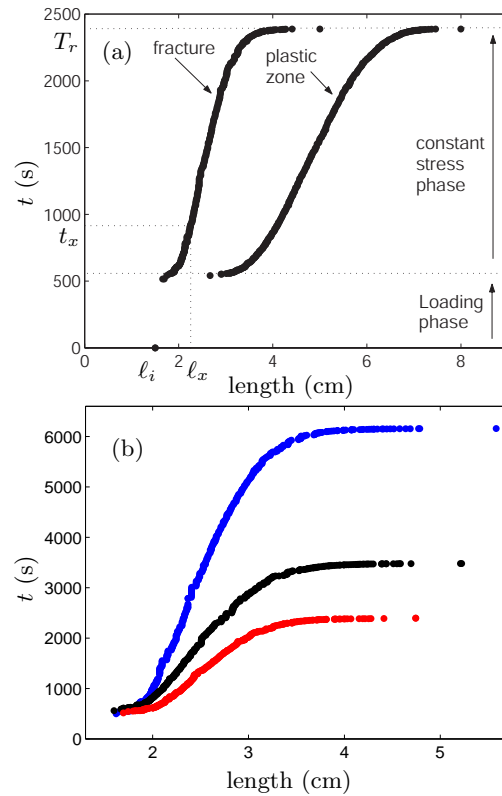 T_r
2500
(a)
fracture
plastic
zone
2000
1500
constant
stress
phase
t (s)
1000
t_x
500
Loading
phase
0
0 2 4 6 8
ℓ_i ℓ_x
length (cm)
(b)
6000
5000
4000
t (s)
3000
2000
1000
0
2 3 4 5
length (cm)